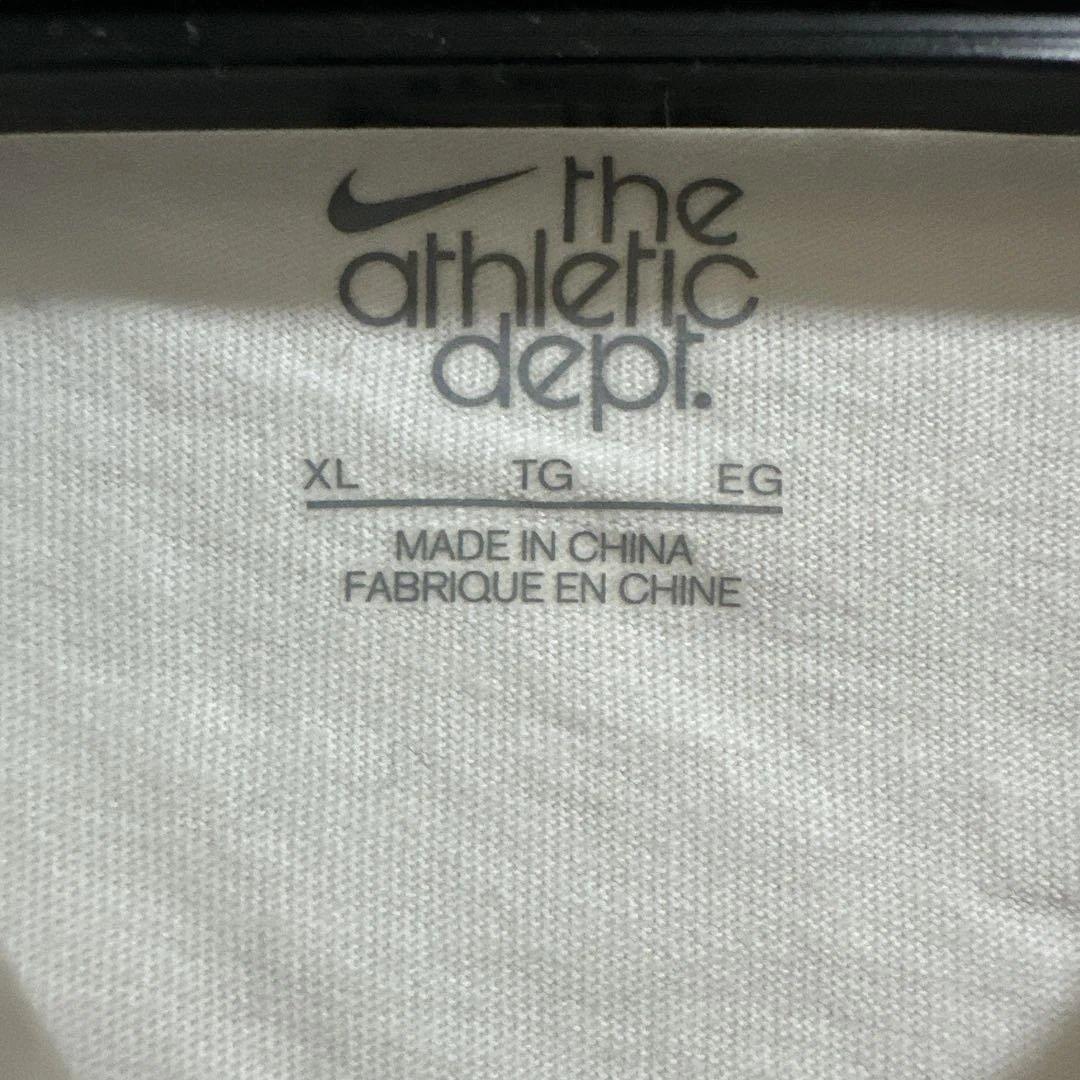 the
athletic
dept.
XL TG EG
MADE IN CHINA
FABRIQUE EN CHINE